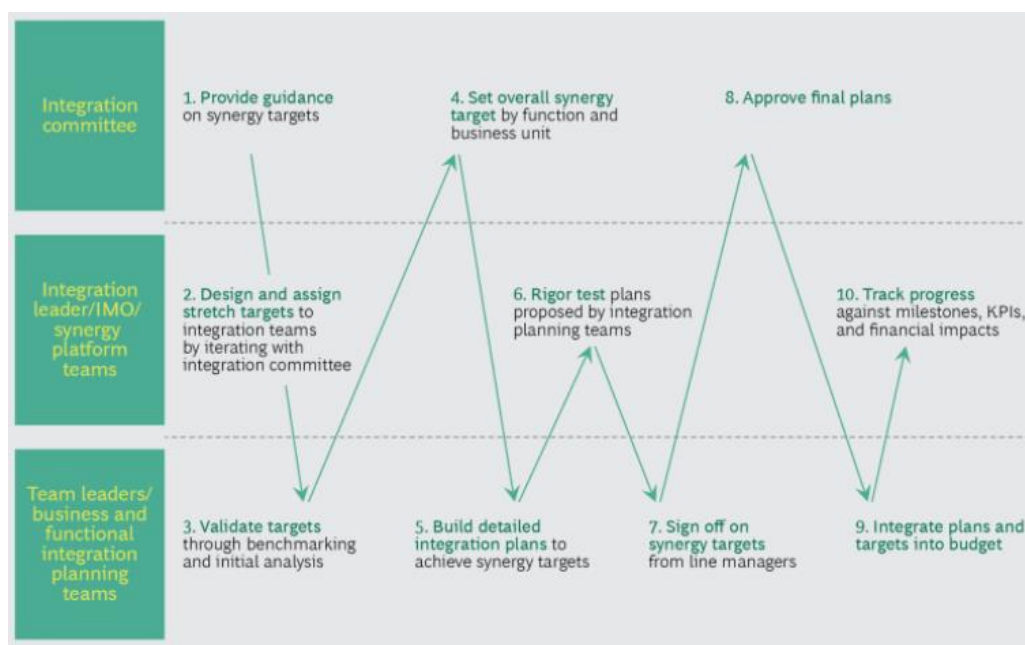 Integration
committee
1. Provide guidance
on synergy targets
4. Set overall synergy
target by function and
business unit
8. Approve final plans
Integration
leader/IMO/
synergy
platform
teams
2. Design and assign
stretch targets to
integration teams
by iterating with
integration committee
6. Rigor test plans
proposed by integration
planning teams
10. Track progress
against milestones, KPIs,
and financial impacts
Team leaders/
business and
functional
integration
planning
teams
3. Validate targets
through benchmarking
and initial analysis
5. Build detailed
integration plans to
achieve synergy targets
7. Sign off on
synergy targets
from line managers
9. Integrate plans and
targets into budget